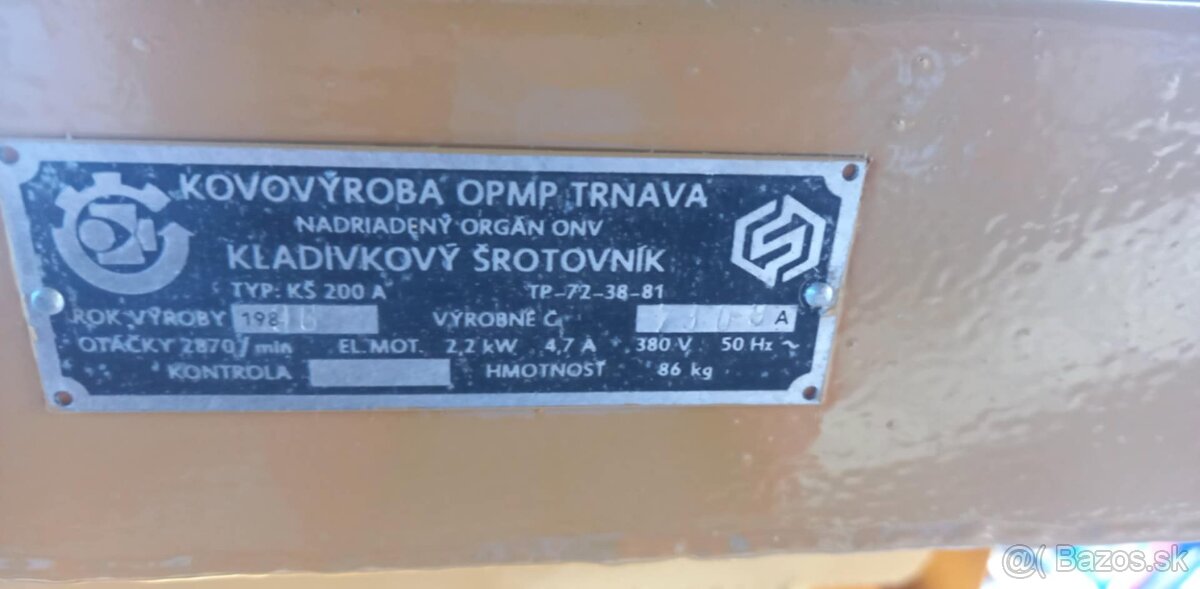 KOVOVÝROBA OPMP TRNAVA
NADRIADENÝ ORGÁN ONV
KLADIVKOVÝ ŠROTOVNÍK
TYP: KŠ 200 A TP-72-38-81
ROK VÝROBY 198 VÝROBNÉ Č. A
OTÁČKY 2870/min EL.MOT. 2,2 kW 4,7 A 380 V 50 Hz ~
KONTROLA HMOTNOSŤ 86 kg
@( Bazos.sk